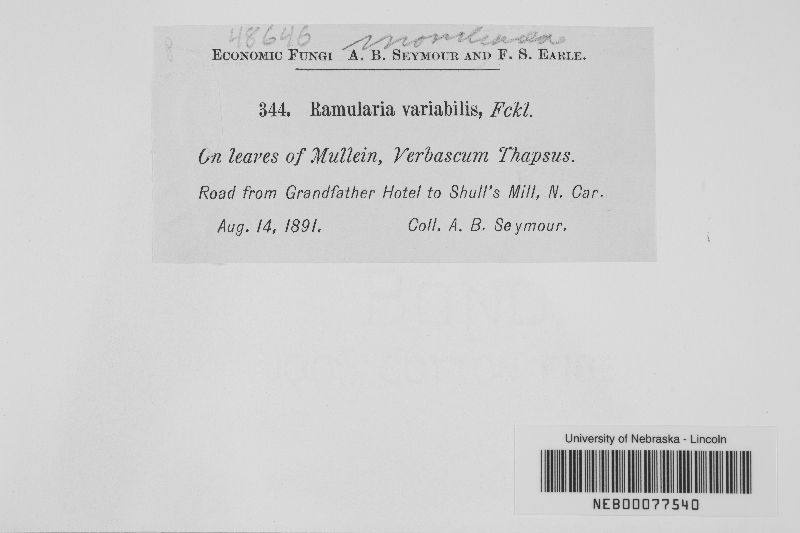 48646
Economic Fungi A. B. Seymour and F. S. Earle.
344. Ramularia variabilis, Fckl.
On leaves of Mullein, Verbascum Thapsus.
Road from Grandfather Hotel to Shull's Mill, N. Car.
Aug. 14, 1891. Coll. A. B. Seymour.
University of Nebraska - Lincoln
NEB00077540